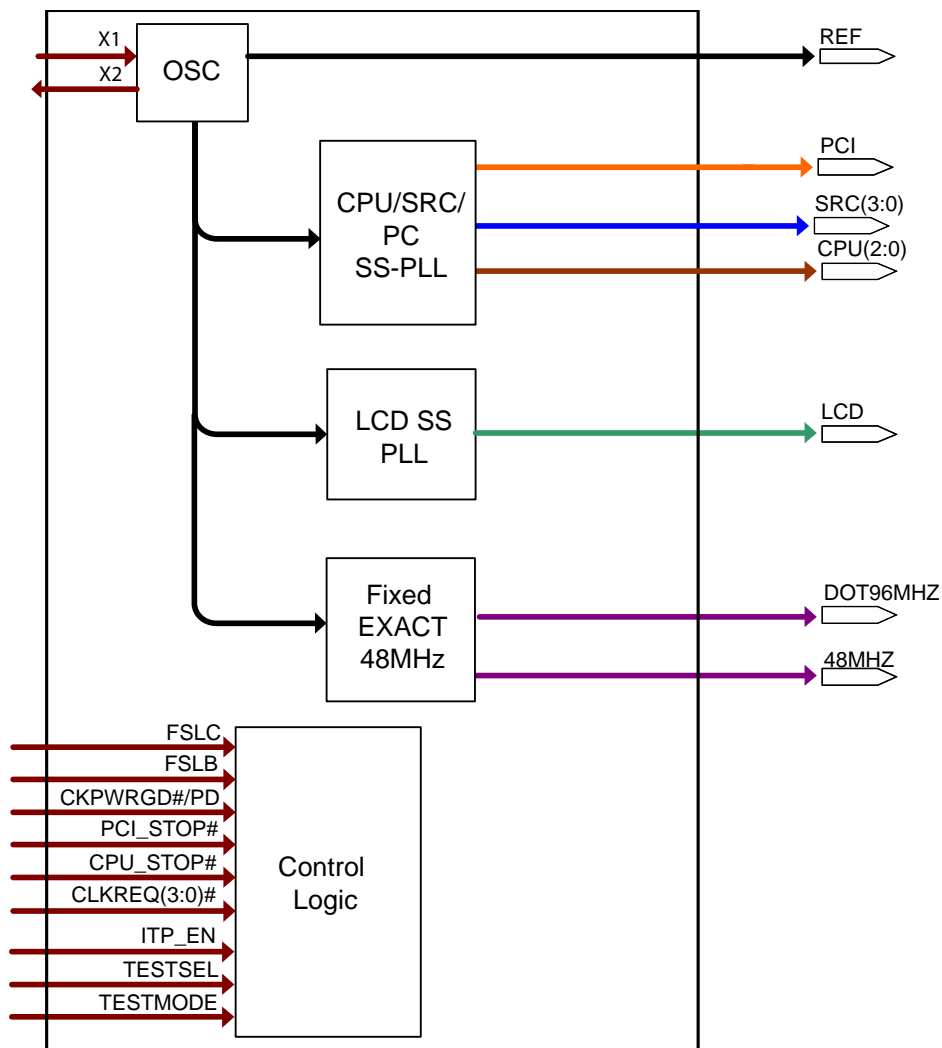 X1
X2
OSC
REF
CPU/SRC/
PC
SS-PLL
PCI
SRC(3:0)
CPU(2:0)
LCD SS
PLL
LCD
Fixed
EXACT
48MHz
DOT96MHZ
48MHZ
FSLC
FSLB
CKPWRGD#/PD
PCI_STOP#
CPU_STOP#
CLKREQ(3:0)#
ITP_EN
TESTSEL
TESTMODE
Control
Logic